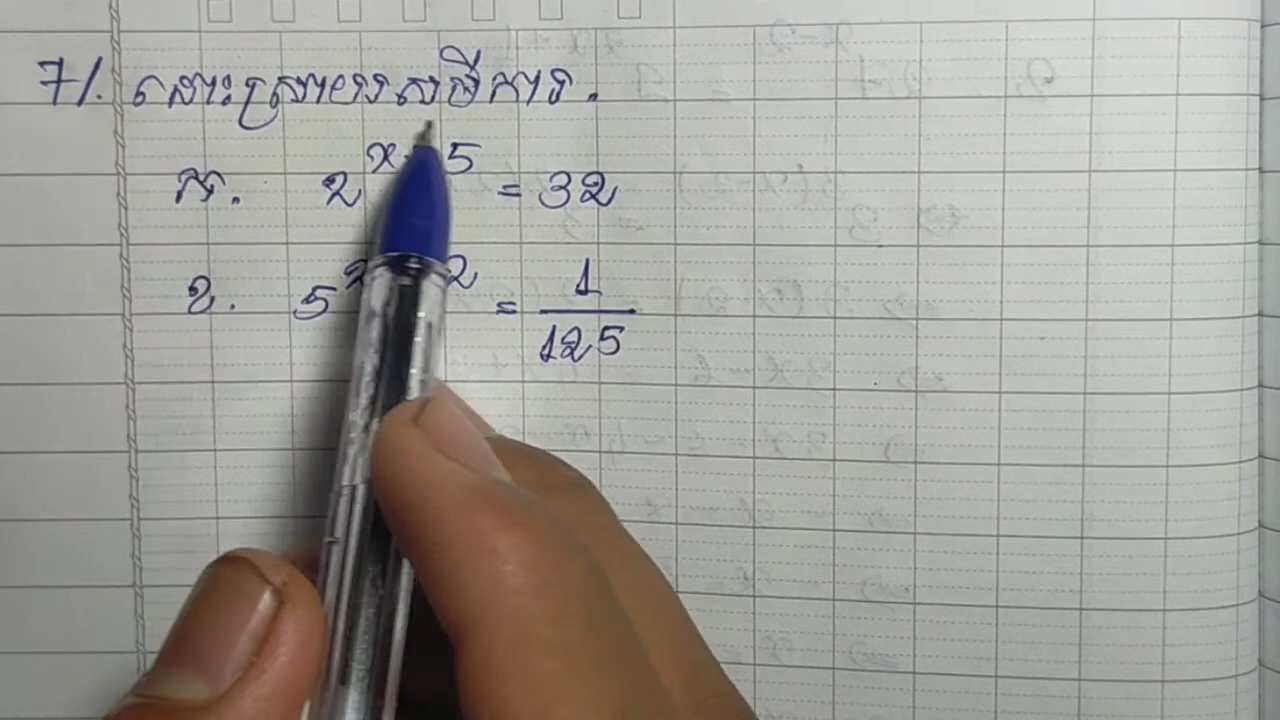 7/. ដោះស្រាយសមីការ.
ក. 2^x 5 = 32
ខ. 5^ 2 = 1/125